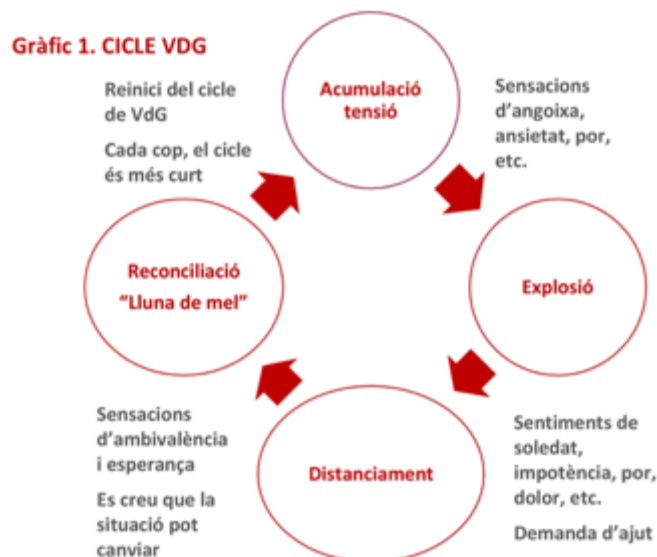 Gràfic 1. CICLE VDG
Reinici del cicle
de VdG
Cada cop, el cicle
és més curt
Acumulació
tensió
Sensacions
d'angoixa,
ansietat, por,
etc.
Explosió
Sentiments de
soledat,
impotència, por,
dolor, etc.
Demanda d'ajut
Distanciament
Sensacions
d'ambivalència
i esperança
Es creu que la
situació pot
canviar
Reconciliació
“Lluna de mel”